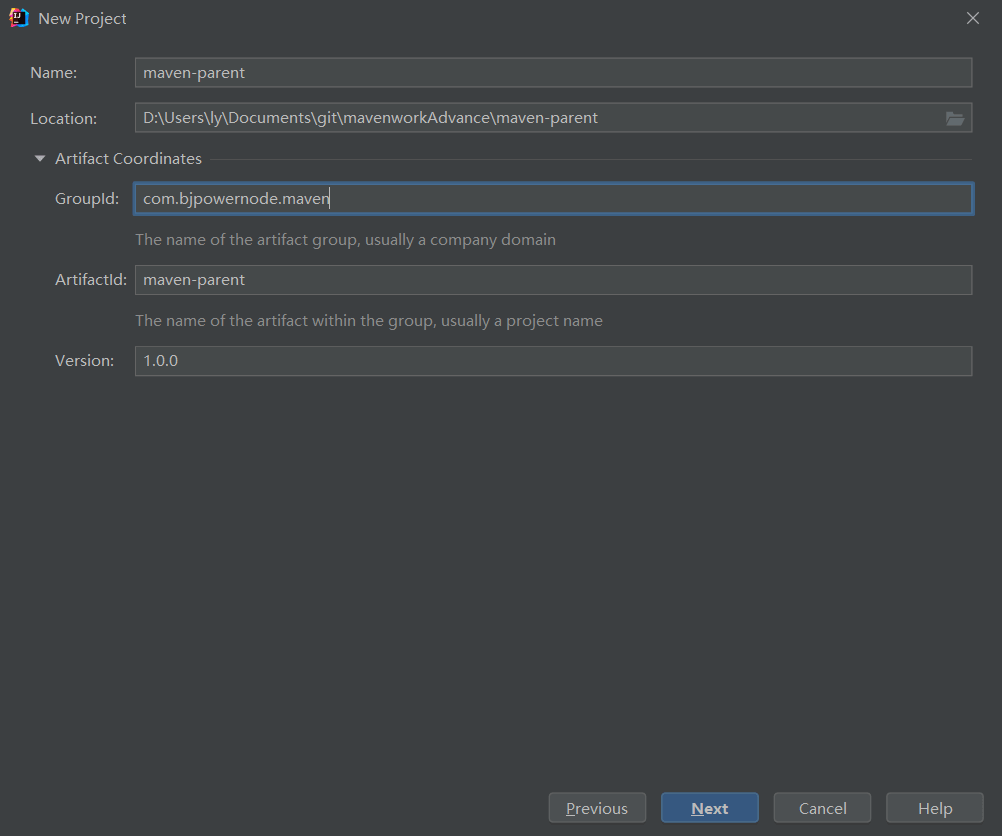 New Project
Name: maven-parent
Location: D:\Users\ly\Documents\git\mavenworkAdvance\maven-parent
Artifact Coordinates
GroupId: com.bjpowernode.maven
The name of the artifact group, usually a company domain
ArtifactId: maven-parent
The name of the artifact within the group, usually a project name
Version: 1.0.0
Previous Next Cancel Help